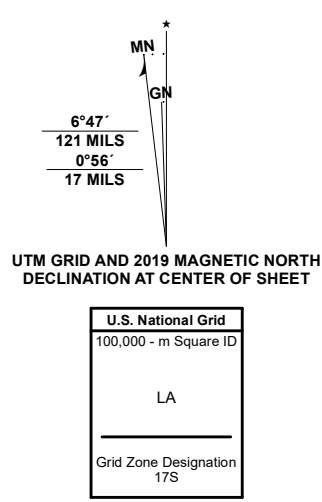 ★
MN
GN
6°47´
121 MILS
0°56´
17 MILS
UTM GRID AND 2019 MAGNETIC NORTH
DECLINATION AT CENTER OF SHEET
U.S. National Grid
100,000 - m Square ID
LA
Grid Zone Designation
17S